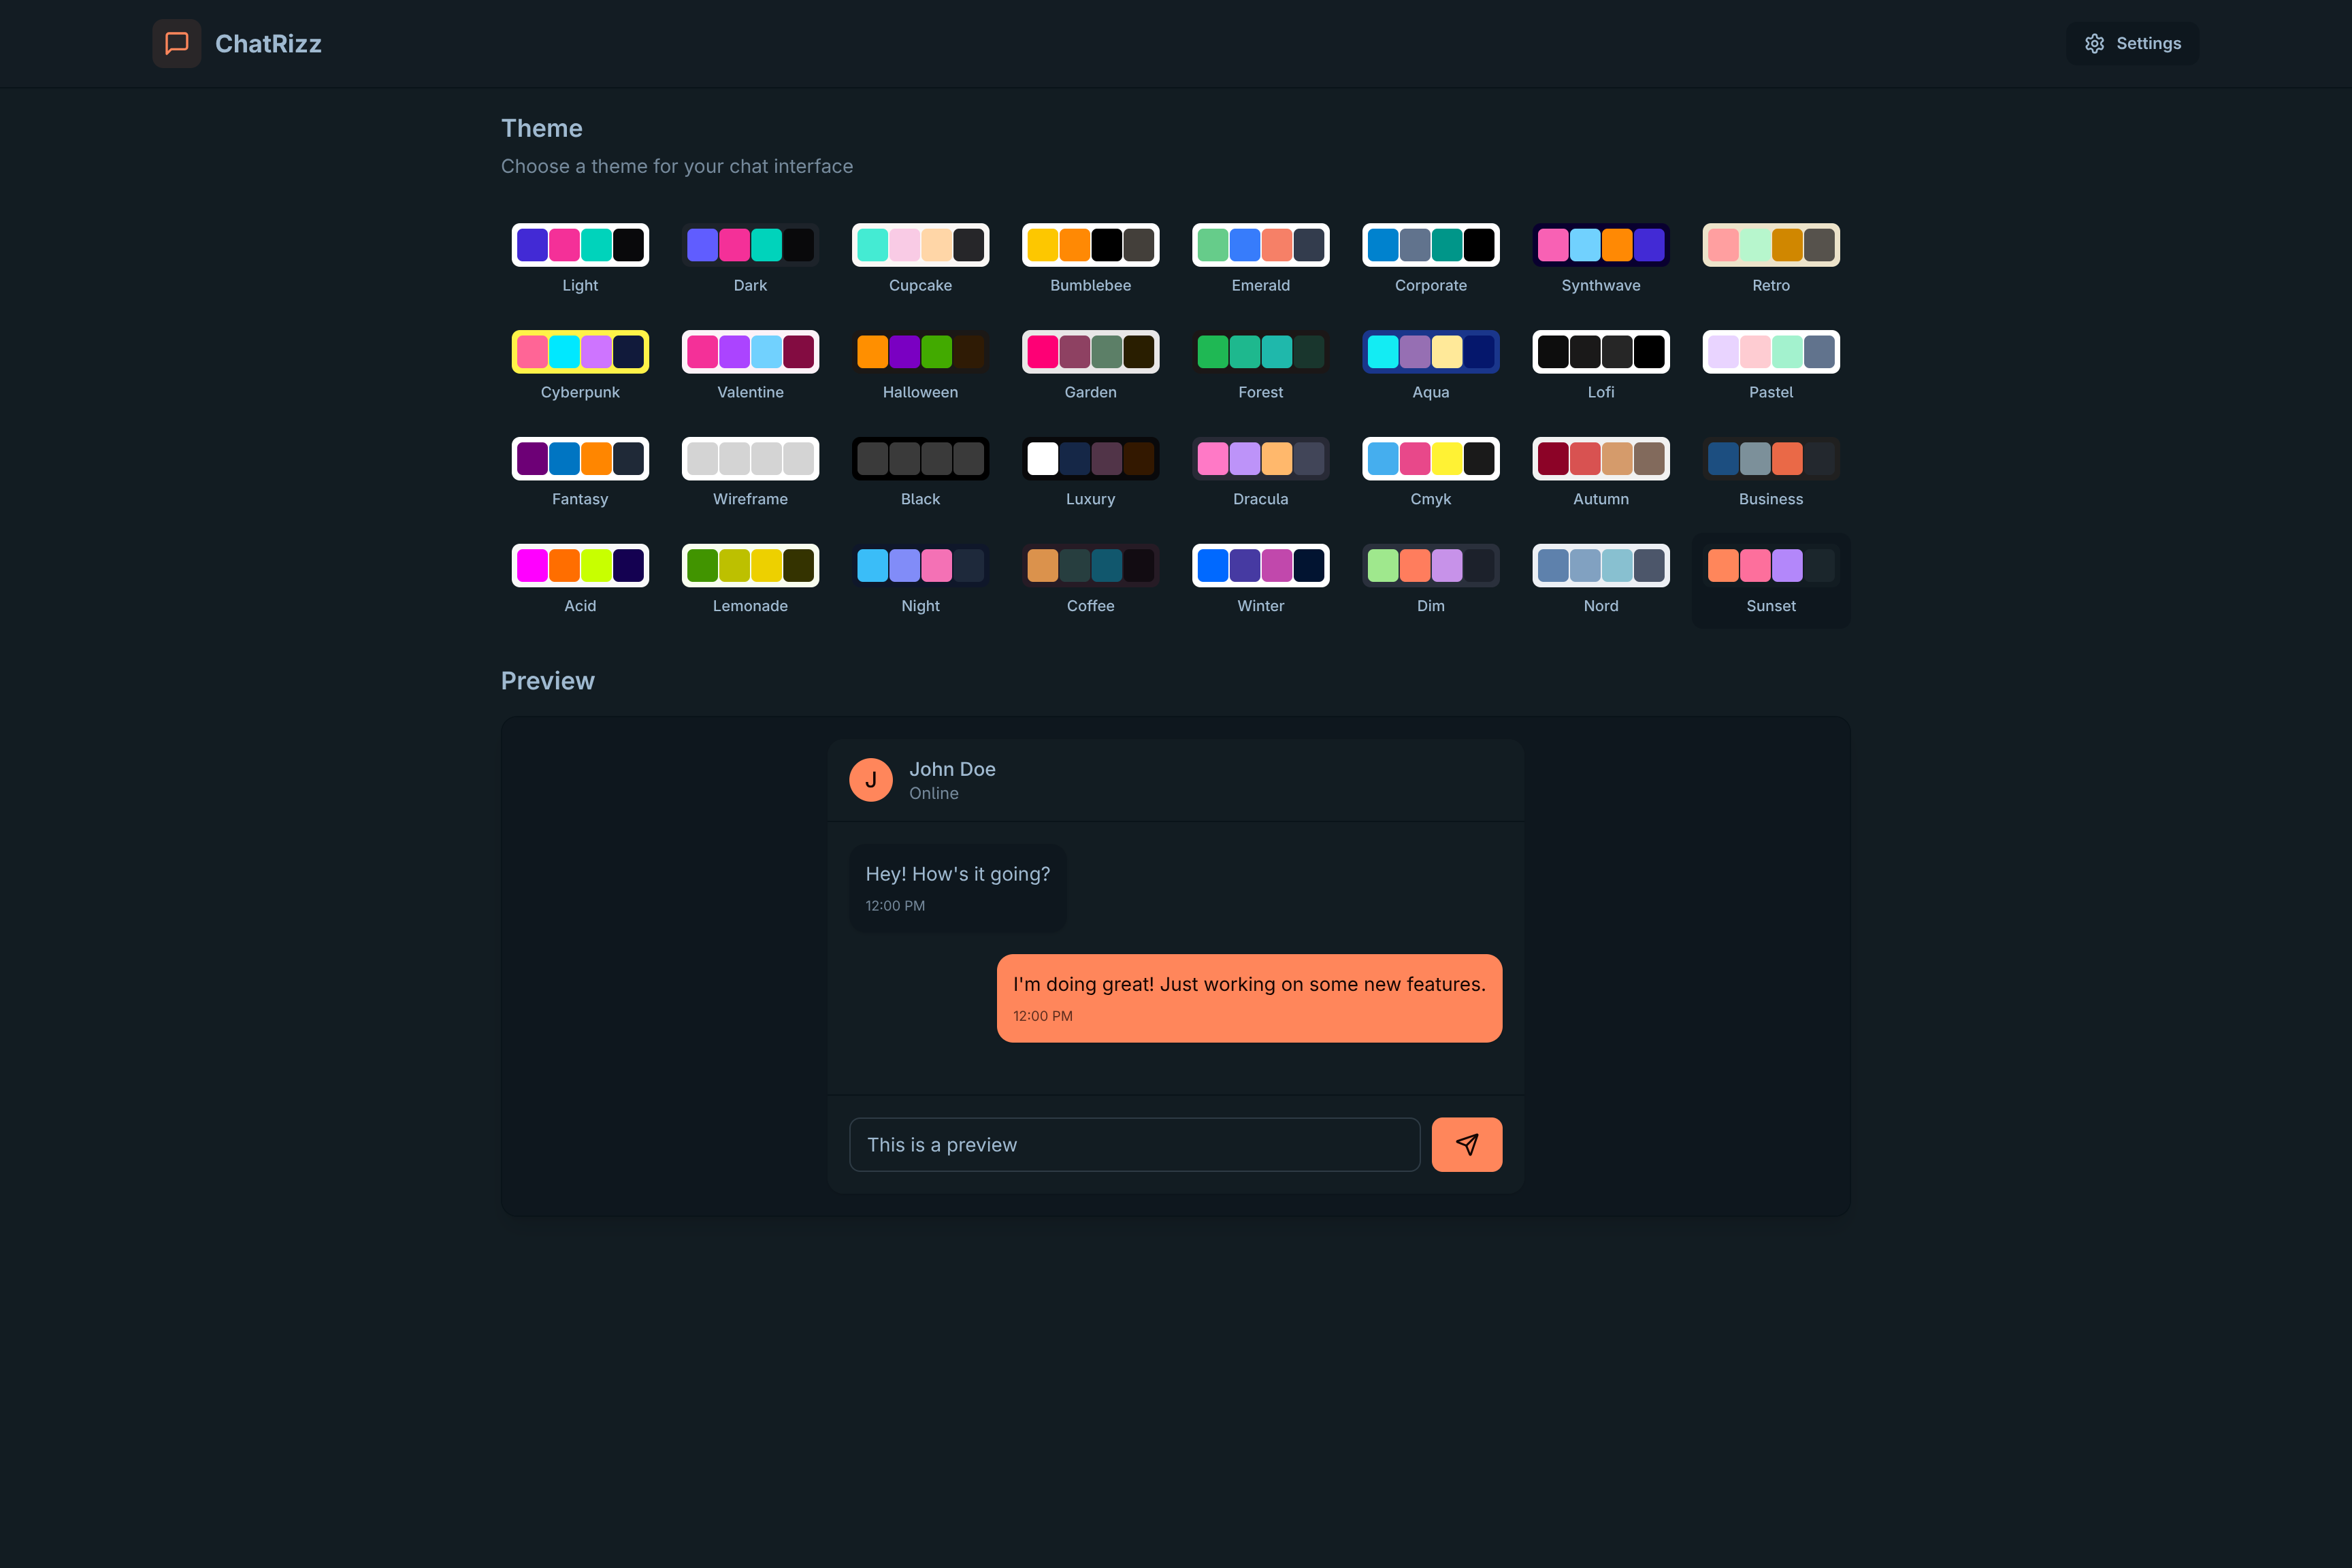 ChatRizz
Settings
Theme
Choose a theme for your chat interface
Light
Dark
Cupcake
Bumblebee
Emerald
Corporate
Synthwave
Retro
Cyberpunk
Valentine
Halloween
Garden
Forest
Aqua
Lofi
Pastel
Fantasy
Wireframe
Black
Luxury
Dracula
Cmyk
Autumn
Business
Acid
Lemonade
Night
Coffee
Winter
Dim
Nord
Sunset
Preview
J
John Doe
Online
Hey! How's it going?
12:00 PM
I'm doing great! Just working on some new features.
12:00 PM
This is a preview